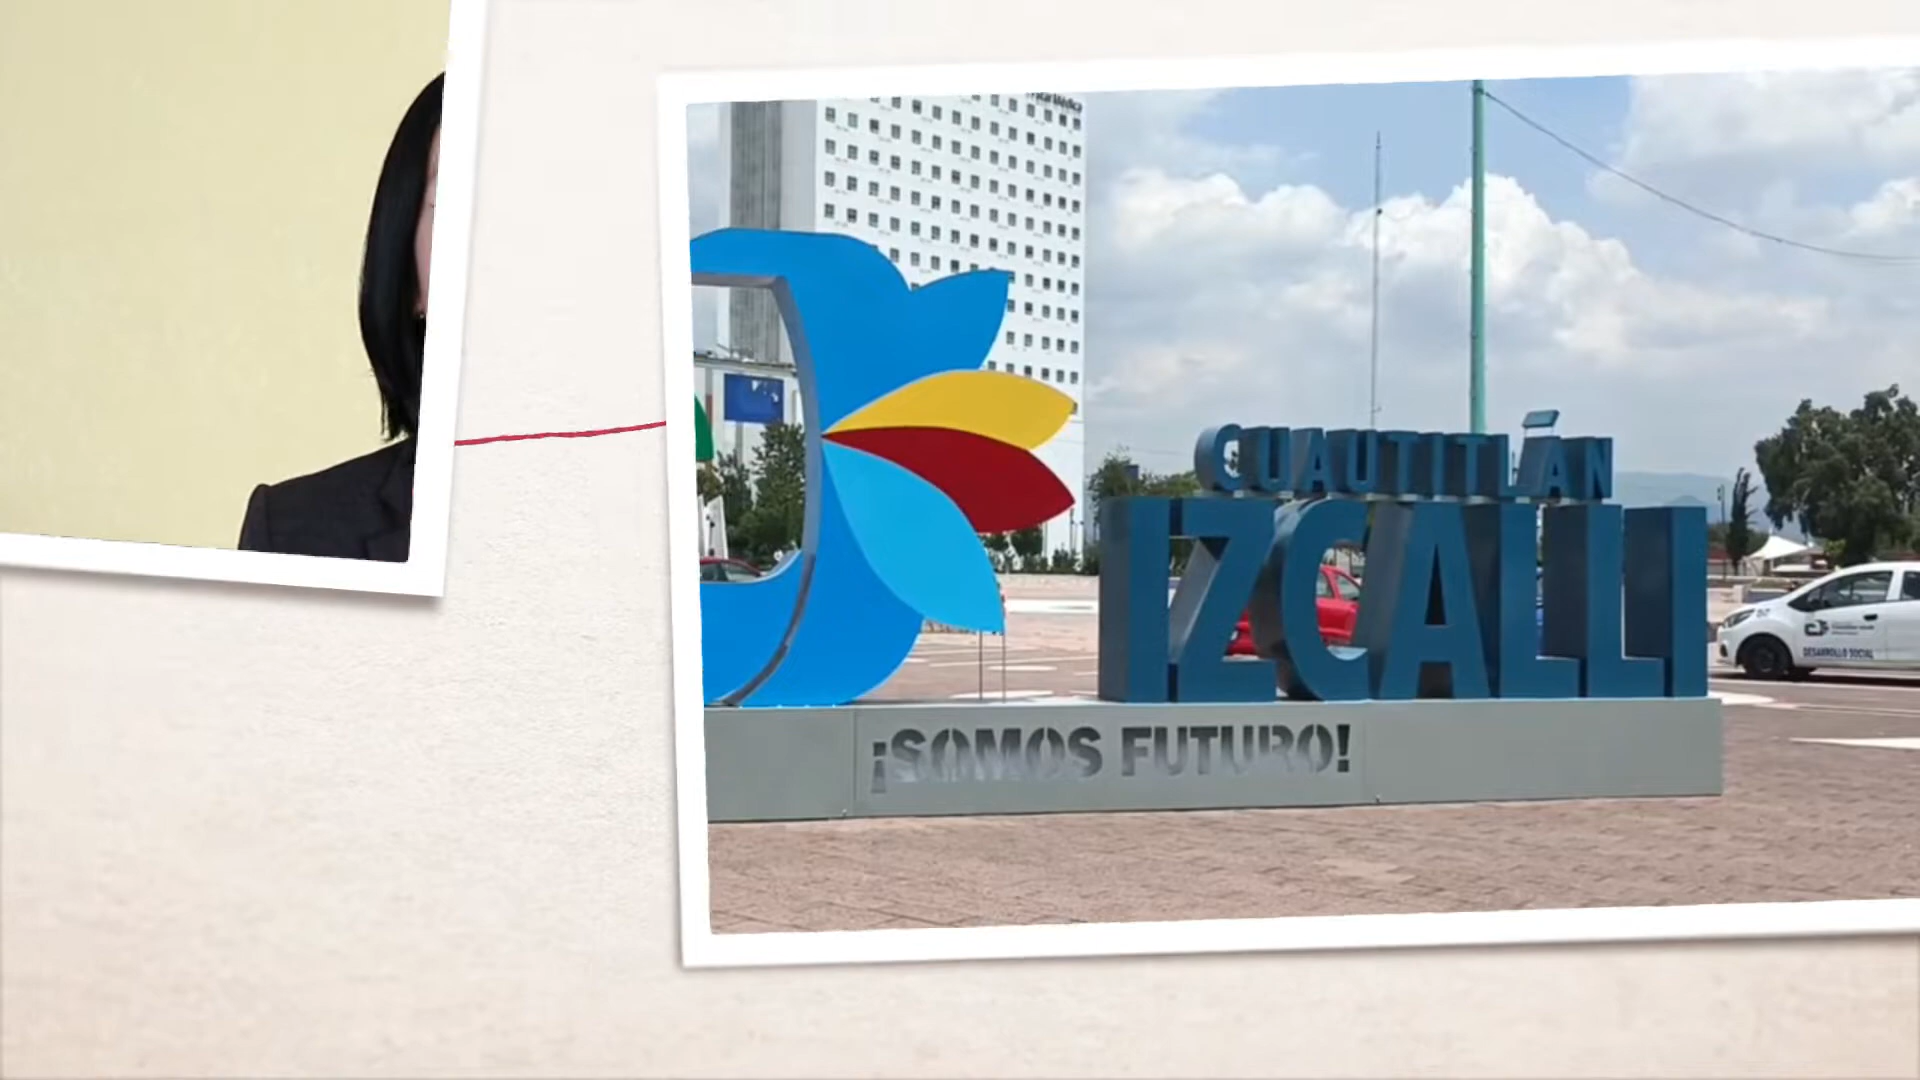 CUAUTITLÁN
IZCALLI
¡SOMOS FUTURO!
DESARROLLO SOCIAL